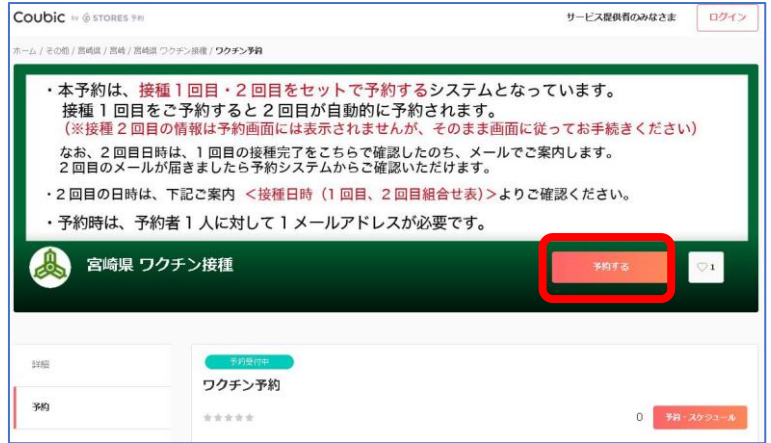 Coubic by STORES 予約
サービス提供者のみなさま
ログイン
ホーム / その他 / 宮崎県 / 宮崎 / 宮崎県 ワクチン接種 / ワクチン予約
・本予約は、接種1回目・2回目をセットで予約するシステムとなっています。
接種1回目をご予約すると2回目が自動的に予約されます。
(※接種2回目の情報は予約画面には表示されませんが、そのまま画面に従ってお手続きください)
なお、2回目日時は、1回目の接種完了をこちらで確認したのち、メールでご案内します。
2回目のメールが届きましたら予約システムからご確認いただけます。
・2回目の日時は、下記ご案内 <接種日時(1回目、2回目組合せ表)>よりご確認ください。
・予約時は、予約者1人に対して1メールアドレスが必要です。
宮崎県 ワクチン接種
予約する
♡1
詳細
予約受付中
ワクチン予約
予約
★★★★★
0
予約・スケジュール